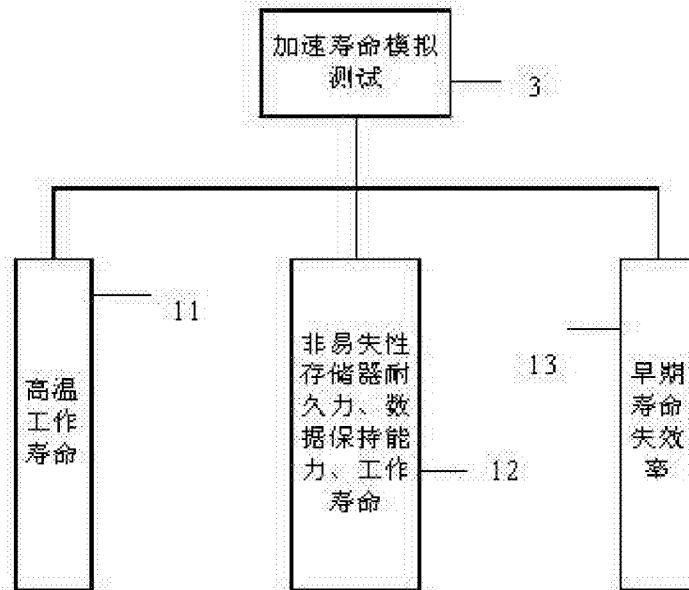 加速寿命模拟
测试
3
11
高温
工作
寿命
非易失性
存储器耐
久力、数
据保持能
力、工作
寿命
12
13
早期
寿命
失效
率